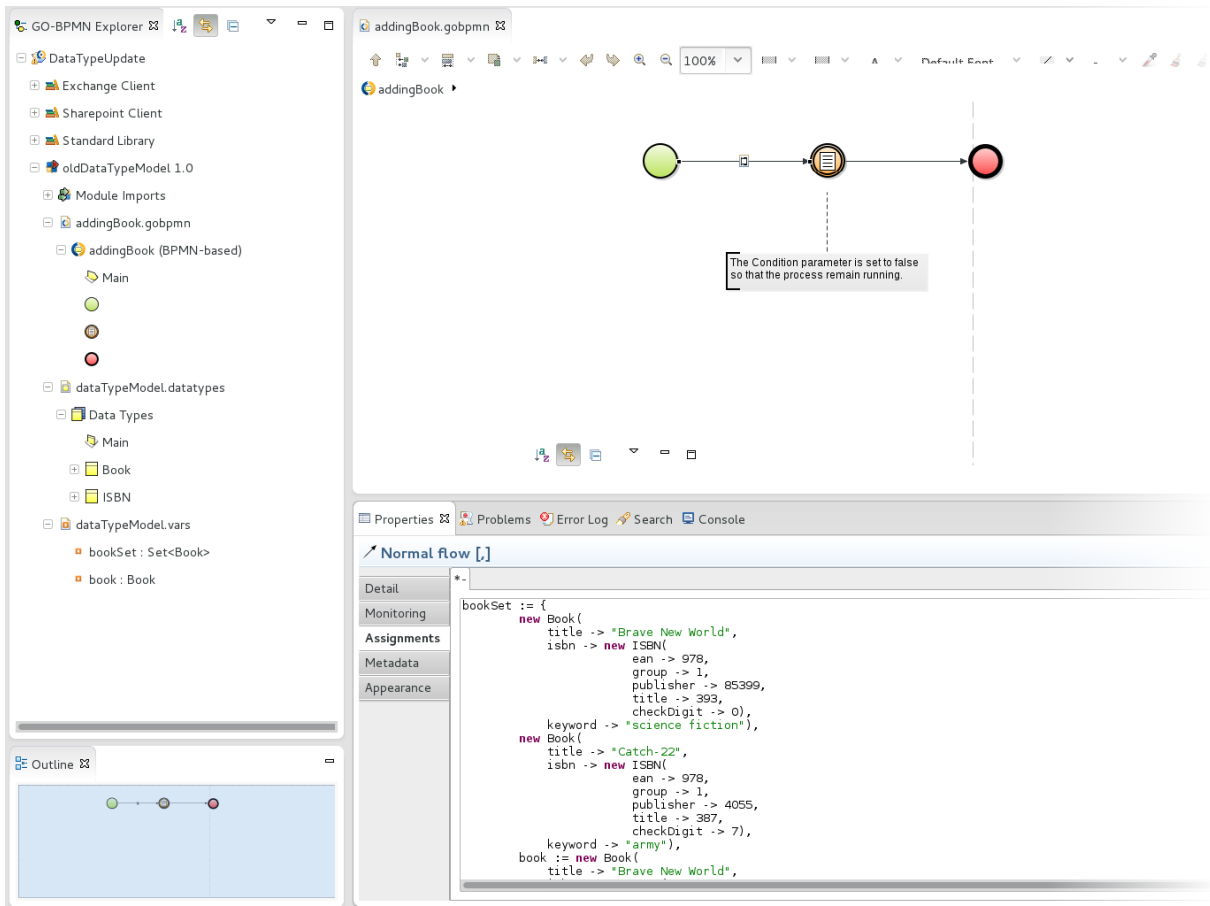 GO-BPMN Explorer
DataTypeUpdate
Exchange Client
Sharepoint Client
Standard Library
oldDataTypeModel 1.0
Module Imports
addingBook.gobpmn
addingBook (BPMN-based)
Main
dataTypeModel.datatypes
Data Types
Main
Book
ISBN
dataTypeModel.vars
bookSet : Set<Book>
book : Book
Outline
addingBook.gobpmn
100%
A
Default Font
addingBook
The Condition parameter is set to false
so that the process remain running.
Properties Problems Error Log Search Console
Normal flow [,]
Detail
Monitoring
Assignments
Metadata
Appearance
*-
bookSet := {
new Book(
title -> "Brave New World",
isbn -> new ISBN(
ean -> 978,
group -> 1,
publisher -> 85399,
title -> 393,
checkDigit -> 0),
keyword -> "science fiction"),
new Book(
title -> "Catch-22",
isbn -> new ISBN(
ean -> 978,
group -> 1,
publisher -> 4055,
title -> 387,
checkDigit -> 7),
keyword -> "army"),
book := new Book(
title -> "Brave New World",